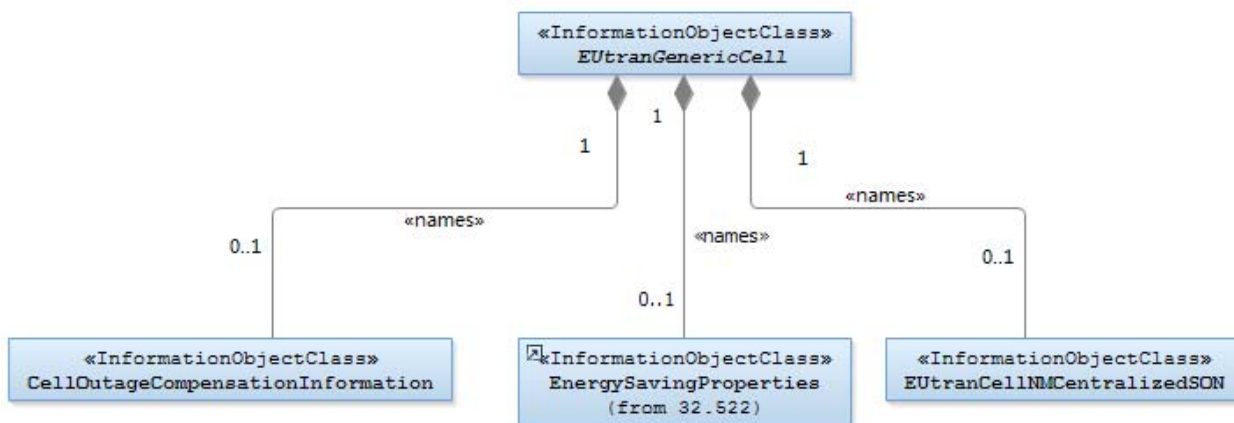 «InformationObjectClass»
EUtranGenericCell
1
1
1
«names»
«names»
«names»
0..1
0..1
0..1
«InformationObjectClass»
CellOutageCompensationInformation
«InformationObjectClass»
EnergySavingProperties
(from 32.522)
«InformationObjectClass»
EUtranCellNMCentralizedSON